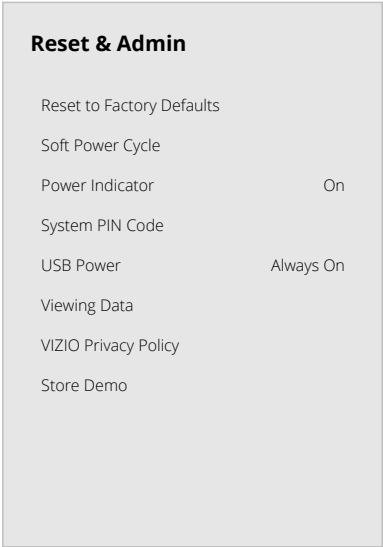 Reset & Admin
Reset to Factory Defaults
Soft Power Cycle
Power Indicator On
System PIN Code
USB Power Always On
Viewing Data
VIZIO Privacy Policy
Store Demo